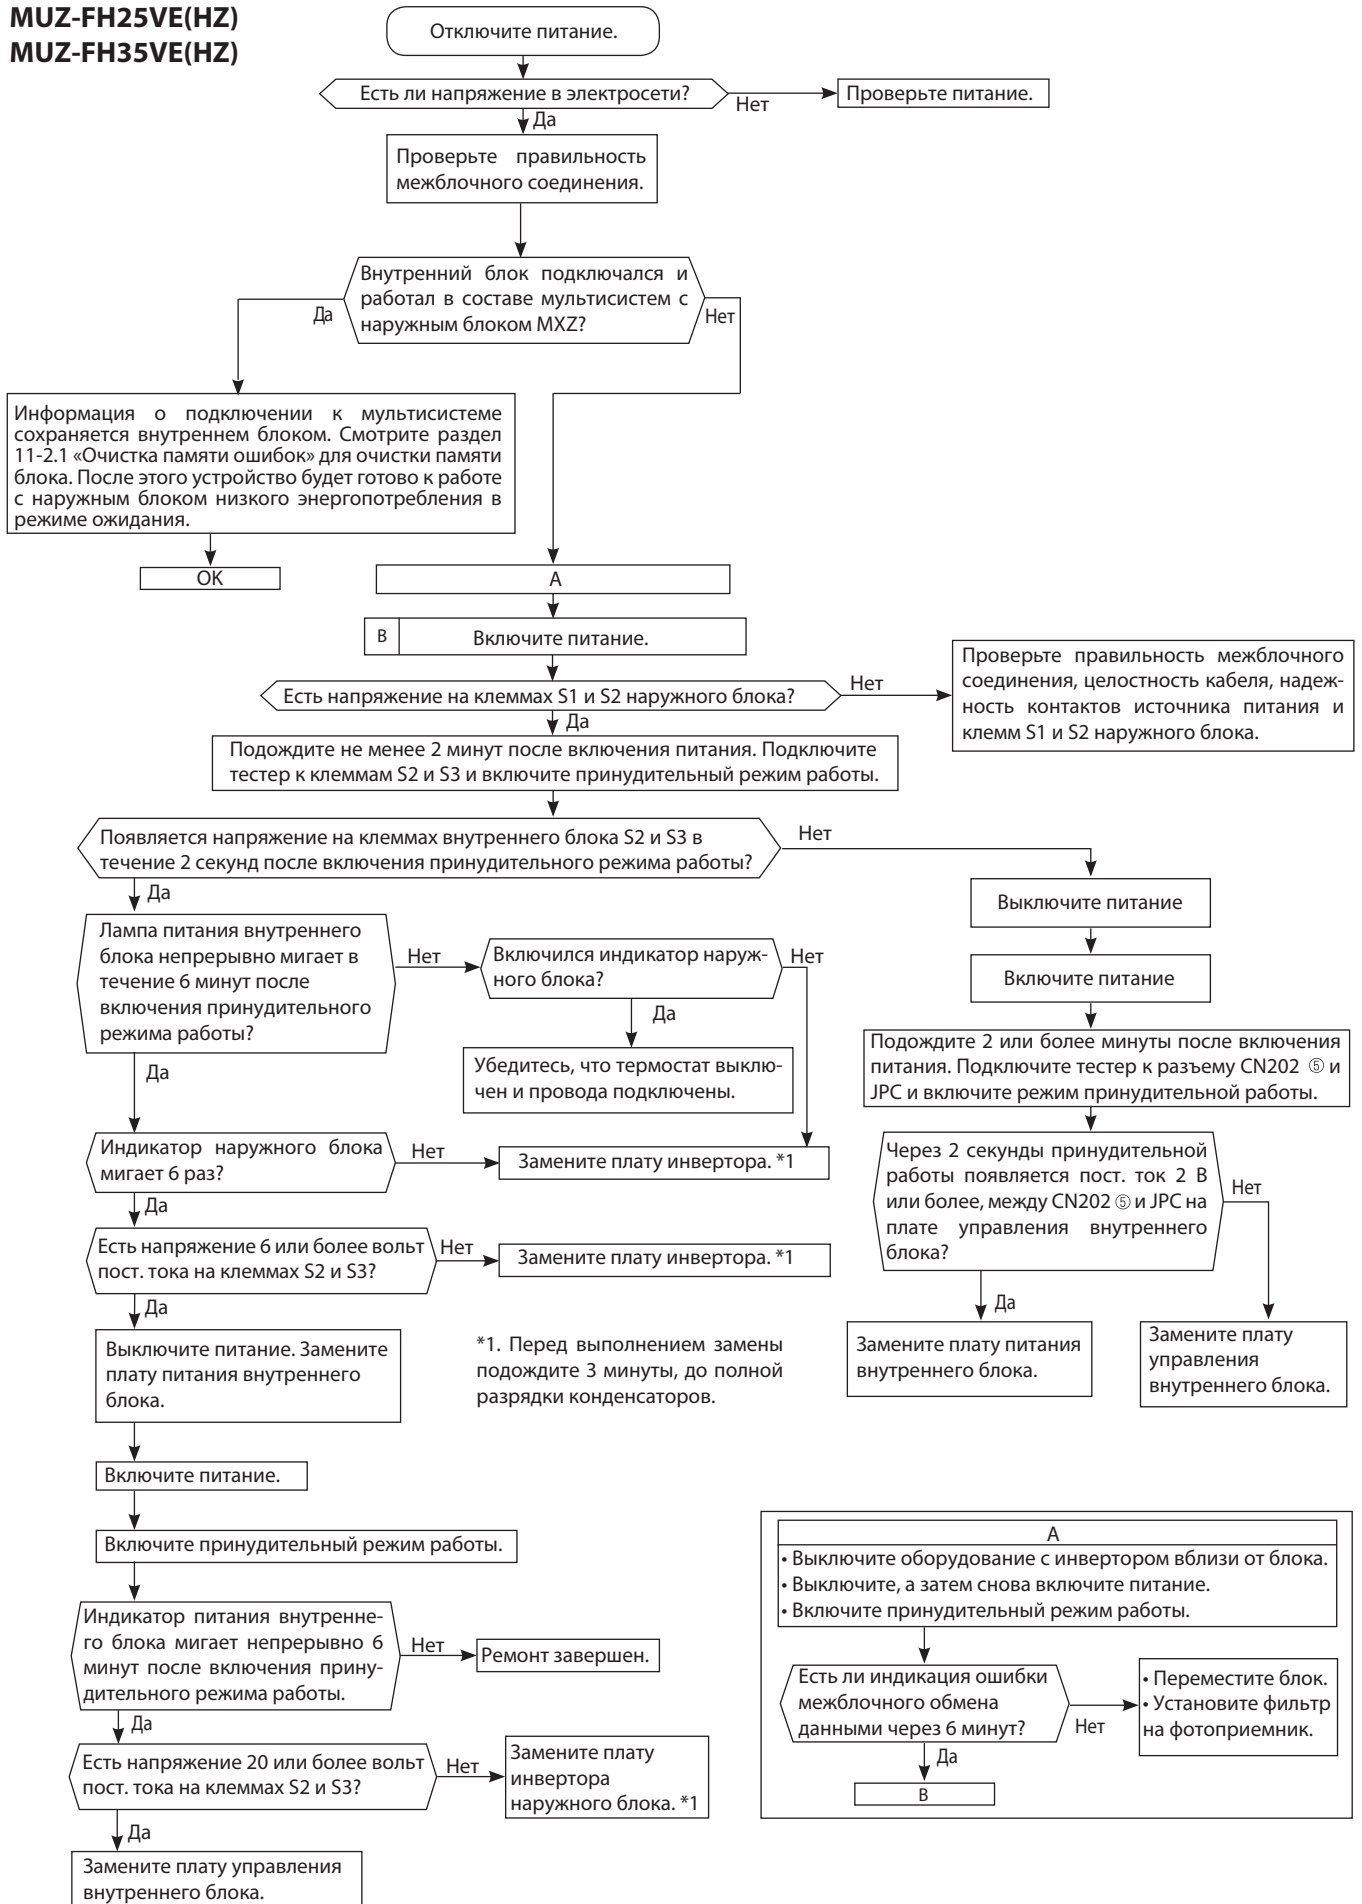 MUZ-FH25VE(HZ)
MUZ-FH35VE(HZ)
Отключите питание.
Есть ли напряжение в электросети?
Нет
Проверьте питание.
Да
Проверьте правильность
межблочного соединения.
Внутренний блок подключался и
работал в составе мультисистем с
наружным блоком MXZ?
Да
Нет
Информация о подключении к мультисистеме
сохраняется внутреннем блоком. Смотрите раздел
11-2.1 «Очистка памяти ошибок» для очистки памяти
блока. После этого устройство будет готово к работе
с наружным блоком низкого энергопотребления в
режиме ожидания.
OK
A
B
Включите питание.
Есть напряжение на клеммах S1 и S2 наружного блока?
Нет
Проверьте правильность межблочного
соединения, целостность кабеля, надеж-
ность контактов источника питания и
клемм S1 и S2 наружного блока.
Да
Подождите не менее 2 минут после включения питания. Подключите
тестер к клеммам S2 и S3 и включите принудительный режим работы.
Появляется напряжение на клеммах внутреннего блока S2 и S3 в
течение 2 секунд после включения принудительного режима работы?
Нет
Да
Выключите питание
Включите питание
Подождите 2 или более минуты после включения
питания. Подключите тестер к разъему CN202 ⑤ и
JPC и включите режим принудительной работы.
Через 2 секунды принудительной
работы появляется пост. ток 2 В
или более, между CN202 ⑤ и JPC на
плате управления внутреннего
блока?
Нет
Да
Замените плату питания
внутреннего блока.
Замените плату
управления
внутреннего блока.
Лампа питания внутреннего
блока непрерывно мигает в
течение 6 минут после
включения принудительного
режима работы?
Нет
Включился индикатор наруж-
ного блока?
Нет
Да
Убедитесь, что термостат выклю-
чен и провода подключены.
Да
Индикатор наружного блока
мигает 6 раз?
Нет
Замените плату инвертора. *1
Да
Есть напряжение 6 или более вольт
пост. тока на клеммах S2 и S3?
Нет
Замените плату инвертора. *1
Да
Выключите питание. Замените
плату питания внутреннего
блока.
*1. Перед выполнением замены
подождите 3 минуты, до полной
разрядки конденсаторов.
Включите питание.
Включите принудительный режим работы.
Индикатор питания внутренне-
го блока мигает непрерывно 6
минут после включения прину-
дительного режима работы.
Нет
Ремонт завершен.
Да
Есть напряжение 20 или более вольт
пост. тока на клеммах S2 и S3?
Нет
Замените плату
инвертора
наружного блока. *1
Да
Замените плату управления
внутреннего блока.
A
• Выключите оборудование с инвертором вблизи от блока.
• Выключите, а затем снова включите питание.
• Включите принудительный режим работы.
Есть ли индикация ошибки
межблочного обмена
данными через 6 минут?
Нет
• Переместите блок.
• Установите фильтр
на фотоприемник.
Да
B